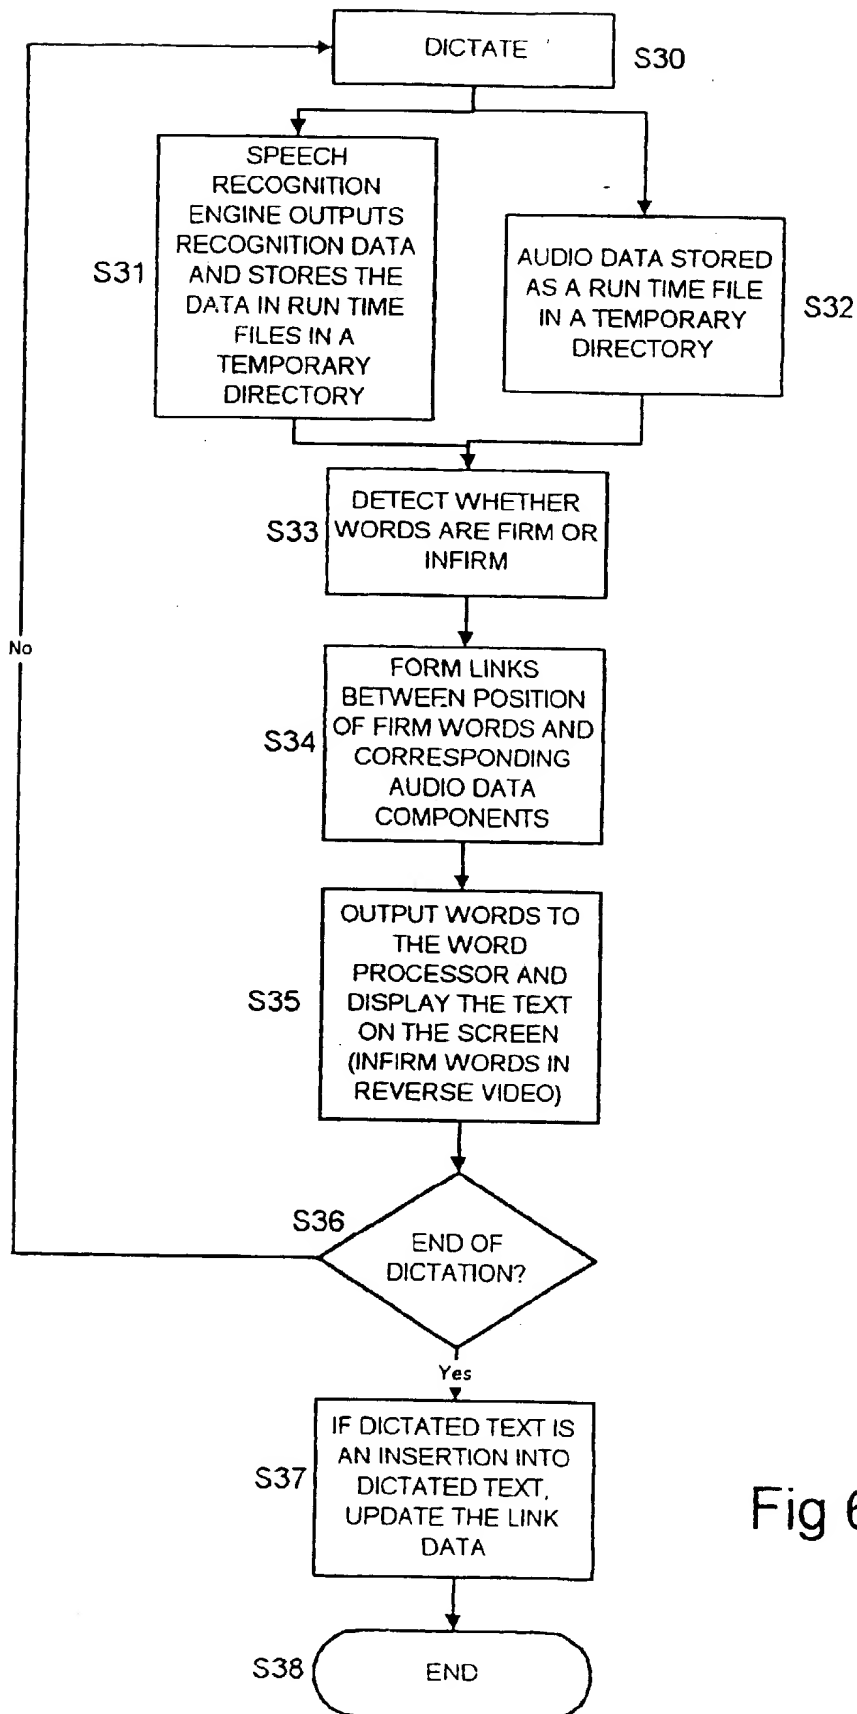 DICTATE
S30
SPEECH
RECOGNITION
ENGINE OUTPUTS
RECOGNITION DATA
AND STORES THE
DATA IN RUN TIME
FILES IN A
TEMPORARY
DIRECTORY
S31
AUDIO DATA STORED
AS A RUN TIME FILE
IN A TEMPORARY
DIRECTORY
S32
DETECT WHETHER
WORDS ARE FIRM OR
INFIRM
S33
No
FORM LINKS
BETWEEN POSITION
OF FIRM WORDS AND
CORRESPONDING
AUDIO DATA
COMPONENTS
S34
OUTPUT WORDS TO
THE WORD
PROCESSOR AND
DISPLAY THE TEXT
ON THE SCREEN
(INFIRM WORDS IN
REVERSE VIDEO)
S35
S36
END OF
DICTATION?
Yes
IF DICTATED TEXT IS
AN INSERTION INTO
DICTATED TEXT,
UPDATE THE LINK
DATA
S37
Fig 6
S38
END